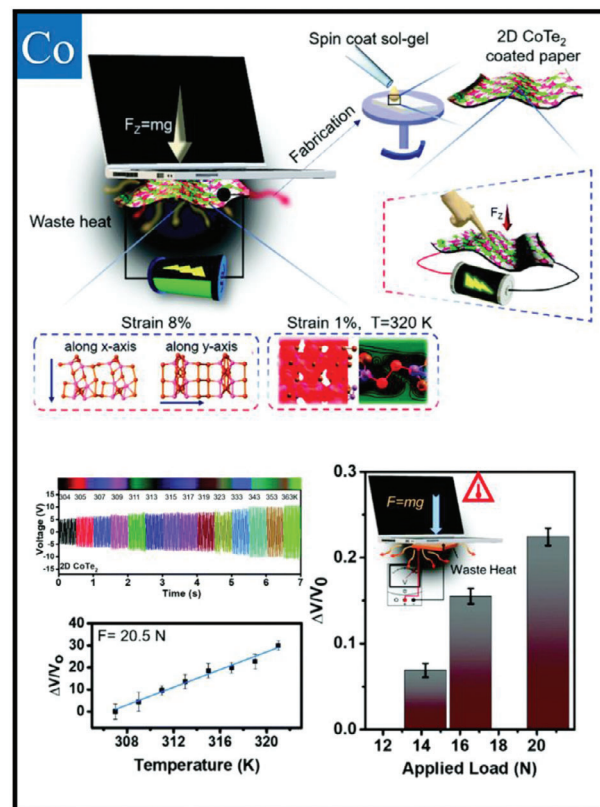 Co
F_Z=mg
Waste heat
Fabrication
Spin coat sol-gel
2D CoTe₂
coated paper
F_Z
Strain 8%
along x-axis
along y-axis
Strain 1%, T=320 K
304 305 307 309 311 313 315 317 319 323 333 343 353 363K
Voltage (V)
15
10
5
0
-5
-10
-15
2D CoTe₂
0 1 2 3 4 5 6 7
Time (s)
F= 20.5 N
ΔV/V₀
40
30
20
10
0
308 312 316 320
Temperature (K)
ΔV/V₀
0.3
0.2
0.1
0.0
F=mg
Waste Heat
V
12 14 16 18 20
Applied Load (N)